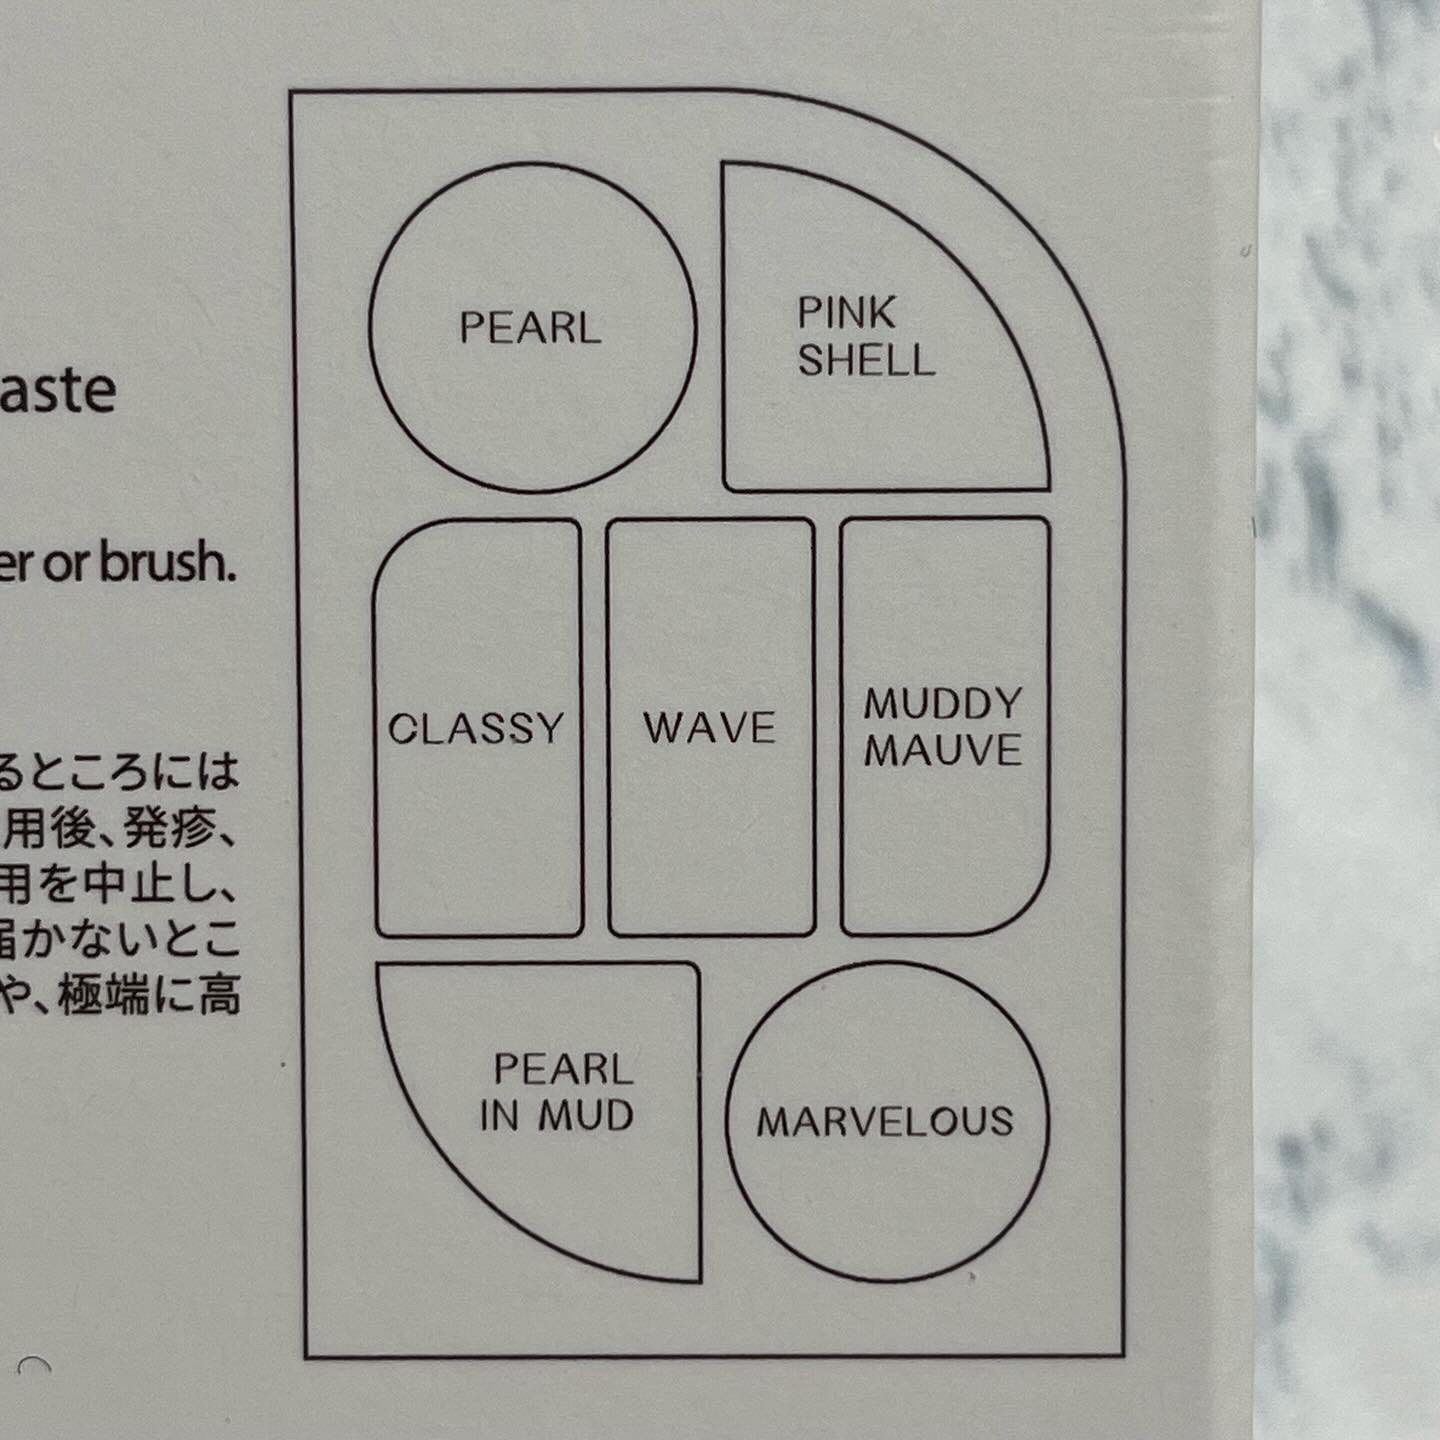 aste
er or brush.
るところには
用後、発疹、
用を中止し、
届かないとこ
や、極端に高
PEARL
PINK
SHELL
CLASSY
WAVE
MUDDY
MAUVE
PEARL
IN MUD
MARVELOUS